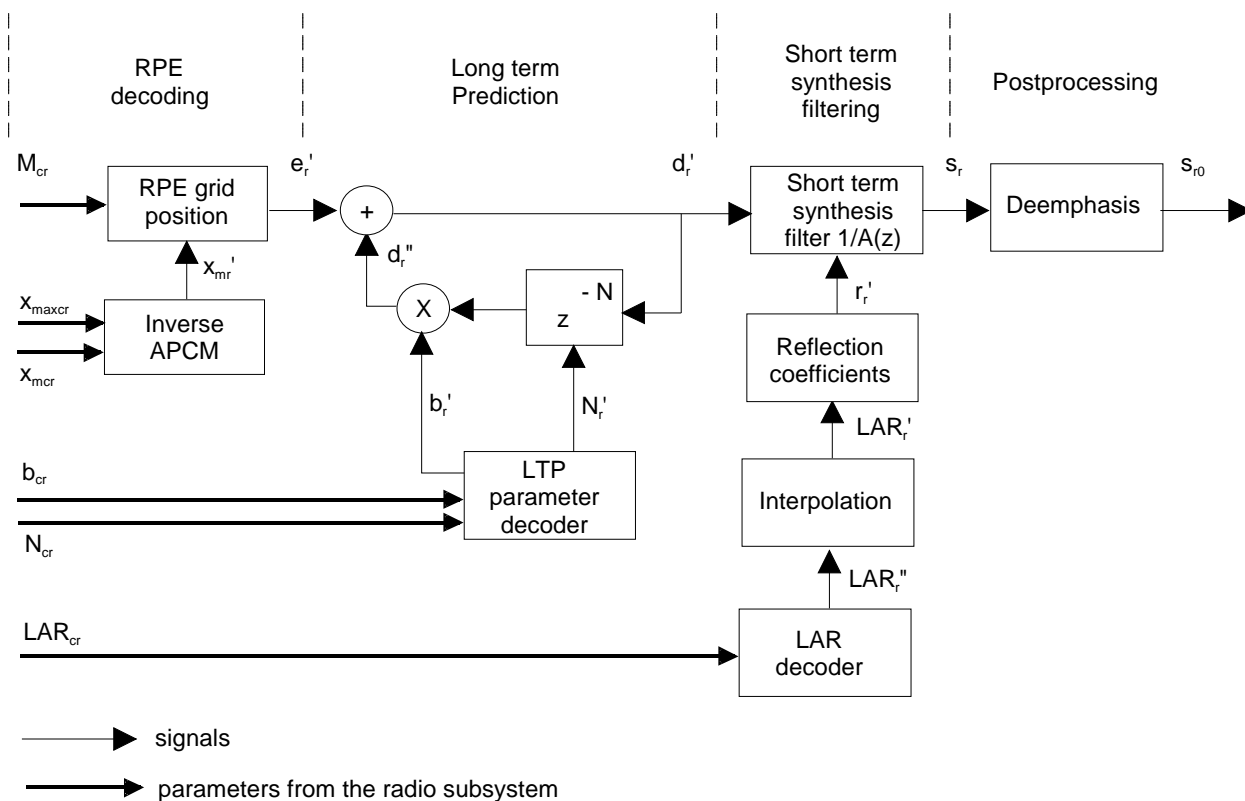 RPE
decoding
Long term
Prediction
Short term
synthesis
filtering
Postprocessing
M_cr
RPE grid
position
e_r'
+
d_r'
Short term
synthesis
filter 1/A(z)
s_r
Deemphasis
s_r0
x_mr'
d_r''
x_maxcr
Inverse
APCM
x_mcr
X
z - N
r_r'
Reflection
coefficients
b_r'
N_r'
LAR_r'
b_cr
LTP
parameter
decoder
N_cr
Interpolation
LAR_r''
LAR_cr
LAR
decoder
signals
parameters from the radio subsystem